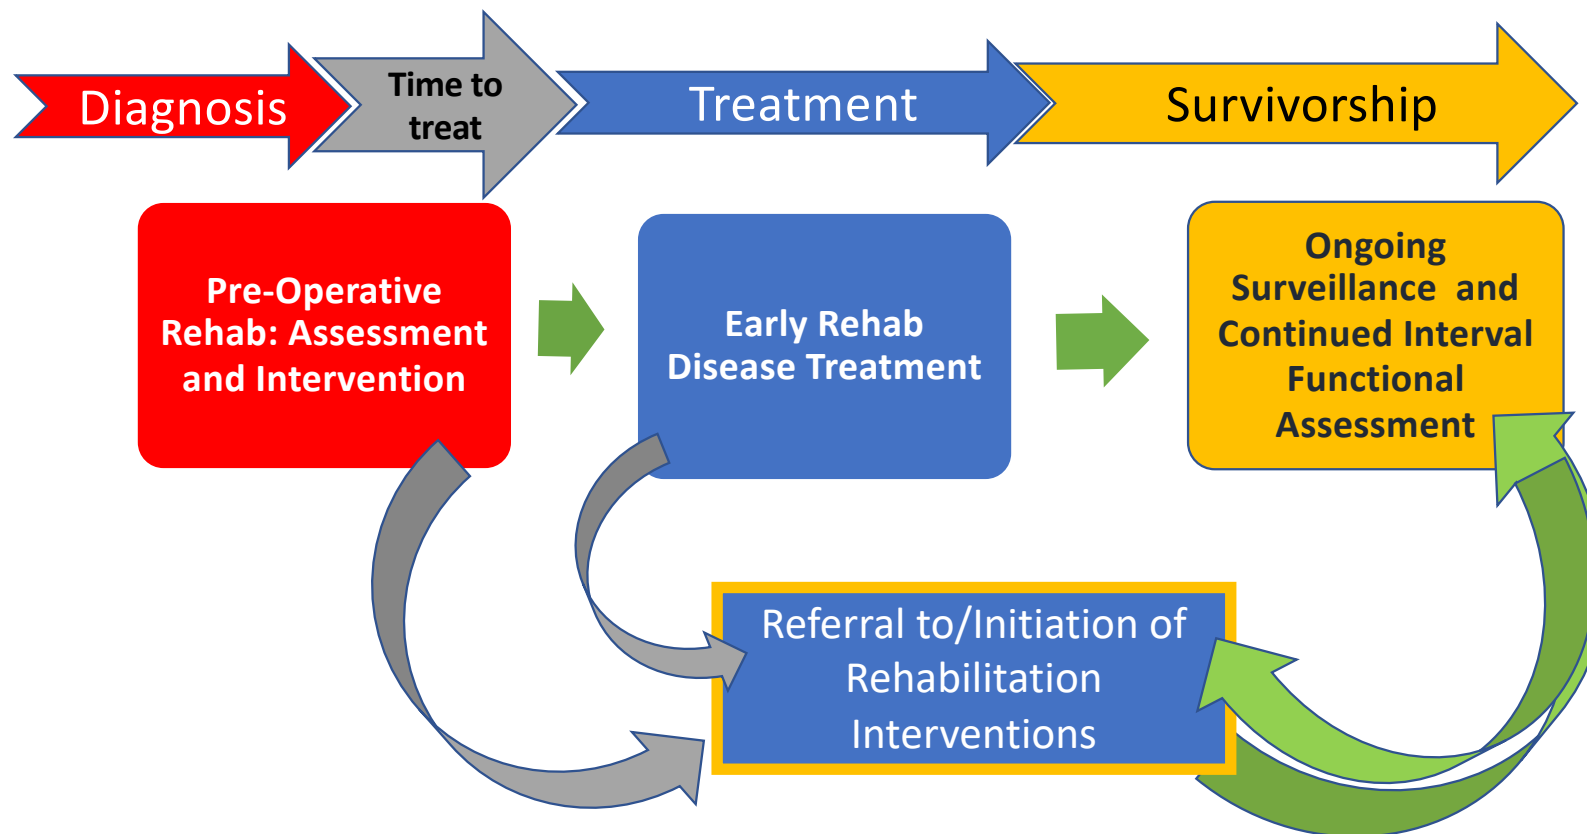 Diagnosis
Time to
treat
Treatment
Survivorship
Pre-Operative
Rehab: Assessment
and Intervention
Early Rehab
Disease Treatment
Ongoing
Surveillance and
Continued Interval
Functional
Assessment
Referral to/Initiation of
Rehabilitation
Interventions